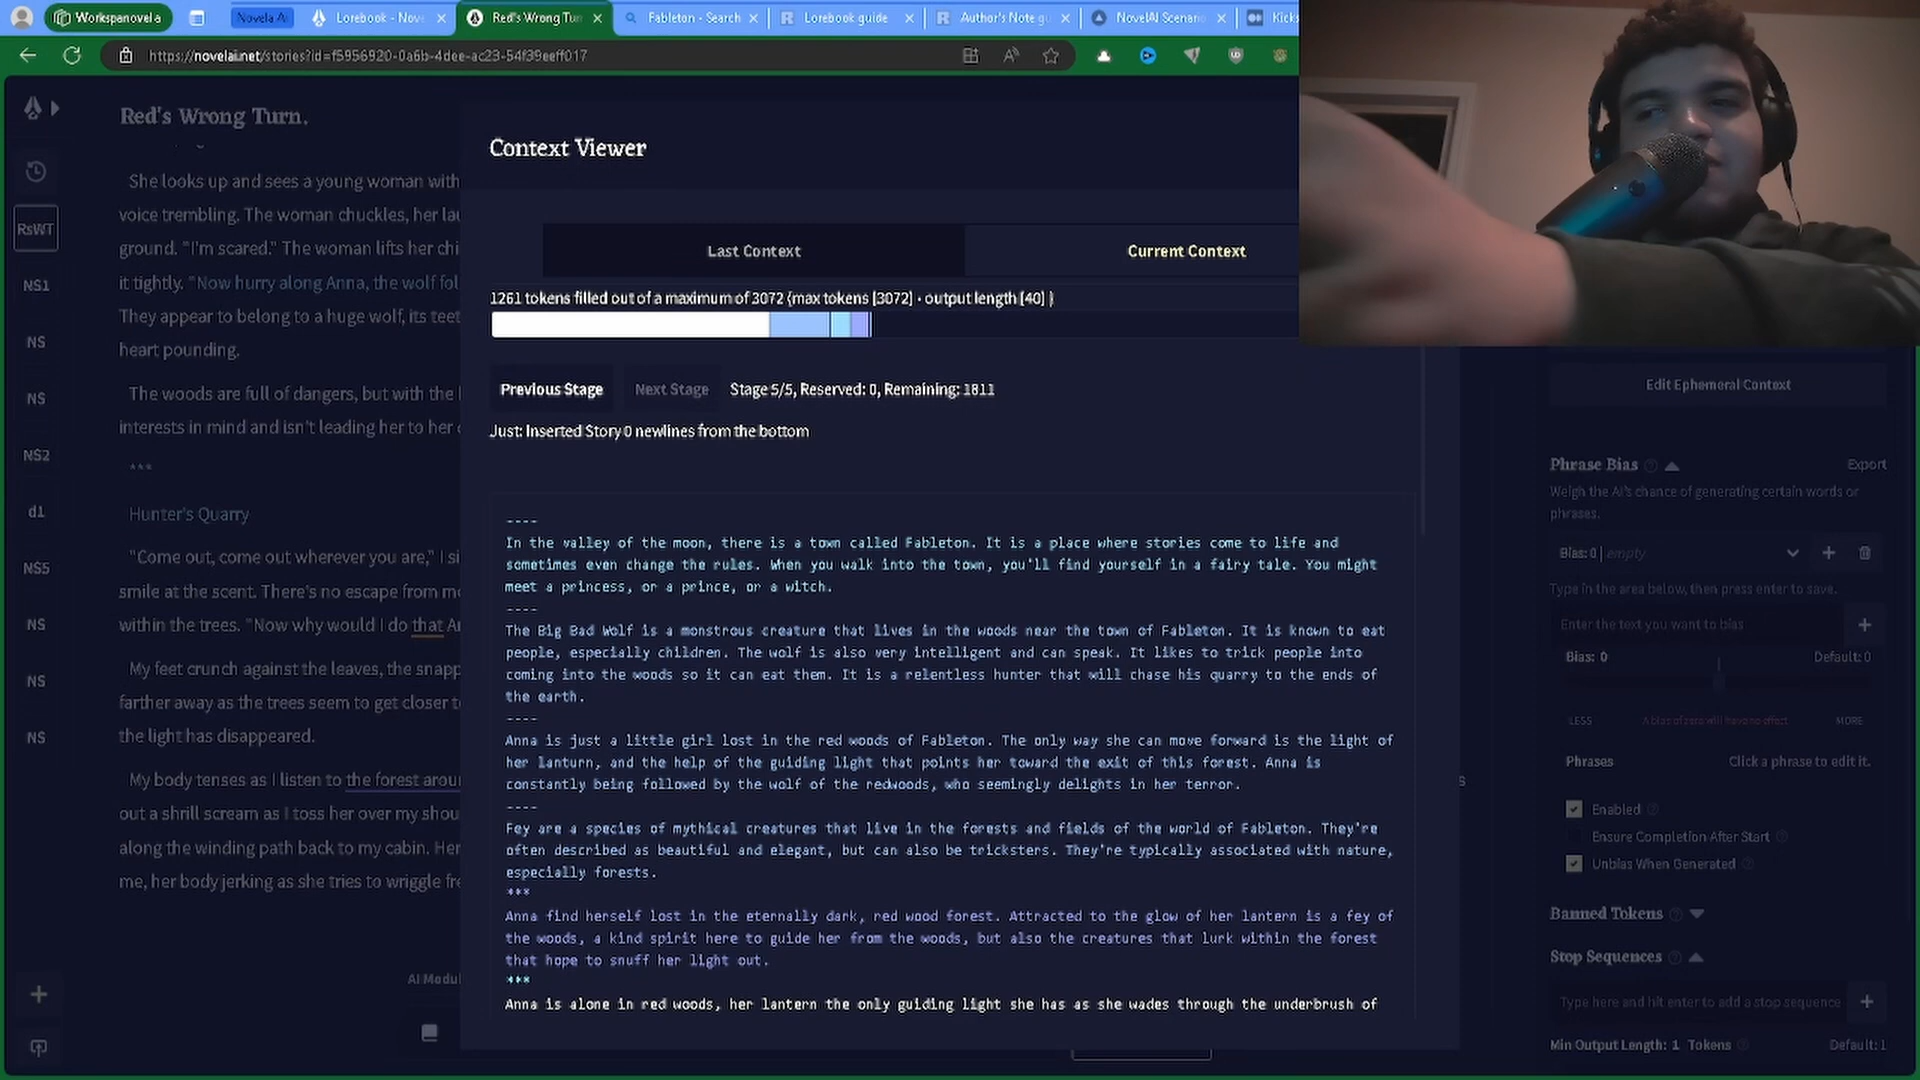 Workspanovela
Novela AI
Lorebook - Nove
Red's Wrong Turn
Fableton - Search
Lorebook guide
Author's Note gu
NovelAI Scenario
Kicks
https://novelai.net/stories?id=f5956920-0a6b-4dee-ac23-54f39eeff017
Red's Wrong Turn.
She looks up and sees a young woman with
voice trembling. The woman chuckles, her lau
ground. "I'm scared." The woman lifts her chi
it tightly. "Now hurry along Anna, the wolf fol
They appear to belong to a huge wolf, its teet
heart pounding.
The woods are full of dangers, but with the
interests in mind and isn't leading her to her
***
Hunter's Quarry
"Come out, come out wherever you are," I si
smile at the scent. There's no escape from me
within the trees. "Now why would I do that An
My feet crunch against the leaves, the snapp
farther away as the trees seem to get closer t
the light has disappeared.
My body tenses as I listen to the forest aroun
out a shrill scream as I toss her over my shou
along the winding path back to my cabin. Her
me, her body jerking as she tries to wriggle fre
RsWT
NS1
NS
NS
NS2
d1
NS5
NS
NS
NS
AI Modul
Context Viewer
Last Context
Current Context
1261 tokens filled out of a maximum of 3072 (max tokens [3072] - output length [40] )
Previous Stage
Next Stage
Stage 5/5, Reserved: 0, Remaining: 1811
Just: Inserted Story 0 newlines from the bottom
----
In the valley of the moon, there is a town called Fableton. It is a place where stories come to life and
sometimes even change the rules. When you walk into the town, you'll find yourself in a fairy tale. You might
meet a princess, or a prince, or a witch.
----
The Big Bad Wolf is a monstrous creature that lives in the woods near the town of Fableton. It is known to eat
people, especially children. The wolf is also very intelligent and can speak. It likes to trick people into
coming into the woods so it can eat them. It is a relentless hunter that will chase his quarry to the ends of
the earth.
----
Anna is just a little girl lost in the red woods of Fableton. The only way she can move forward is the light of
her lanturn, and the help of the guiding light that points her toward the exit of this forest. Anna is
constantly being followed by the wolf of the redwoods, who seemingly delights in her terror.
----
Fey are a species of mythical creatures that live in the forests and fields of the world of Fableton. They're
often described as beautiful and elegant, but can also be tricksters. They're typically associated with nature,
especially forests.
***
Anna find herself lost in the eternally dark, red wood forest. Attracted to the glow of her lantern is a fey of
the woods, a kind spirit here to guide her from the woods, but also the creatures that lurk within the forest
that hope to snuff her light out.
***
Anna is alone in red woods, her lantern the only guiding light she has as she wades through the underbrush of
Edit Ephemeral Context
Phrase Bias
Export
Weigh the AI's chance of generating certain words or
phrases.
Bias: 0 | empty
Type in the area below, then press enter to save.
Enter the text you want to bias
Bias: 0
Default: 0
LESS
A bias of zero will have no effect
MORE
Phrases
Click a phrase to edit it.
Enabled
Ensure Completion After Start
Unbias When Generated
Banned Tokens
Stop Sequences
Type here and hit enter to add a stop sequence
Min Output Length: 1 Tokens
Default: 1